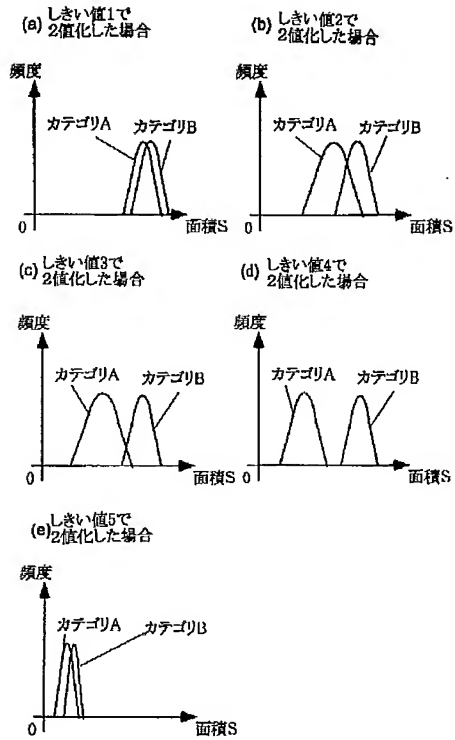 (a) しきい値1で
2値化した場合
頻度
カテゴリA カテゴリB
0
面積S
(b) しきい値2で
2値化した場合
頻度
カテゴリA カテゴリB
0
面積S
(c) しきい値3で
2値化した場合
頻度
カテゴリA カテゴリB
0
面積S
(d) しきい値4で
2値化した場合
頻度
カテゴリA カテゴリB
0
面積S
(e) しきい値5で
2値化した場合
頻度
カテゴリA カテゴリB
0
面積S